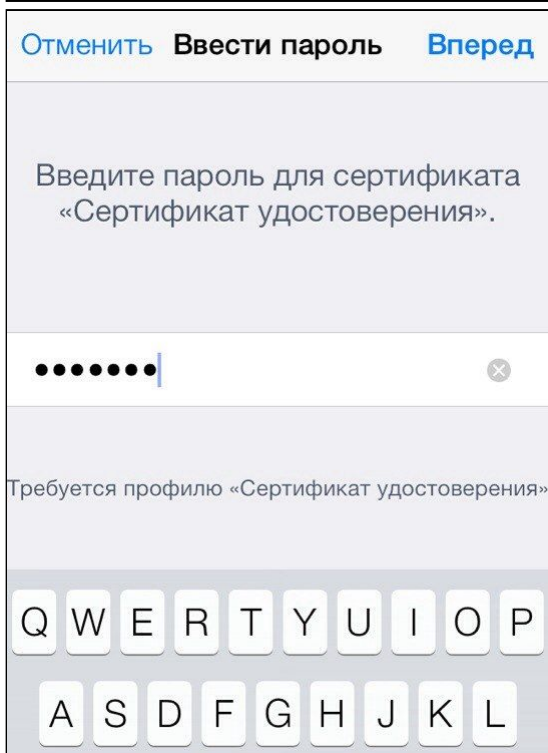 Отменить Ввести пароль Вперед
Введите пароль для сертификата
«Сертификат удостоверения».
•••••••
Требуется профилю «Сертификат удостоверения»
Q W E R T Y U I O P
A S D F G H J K L